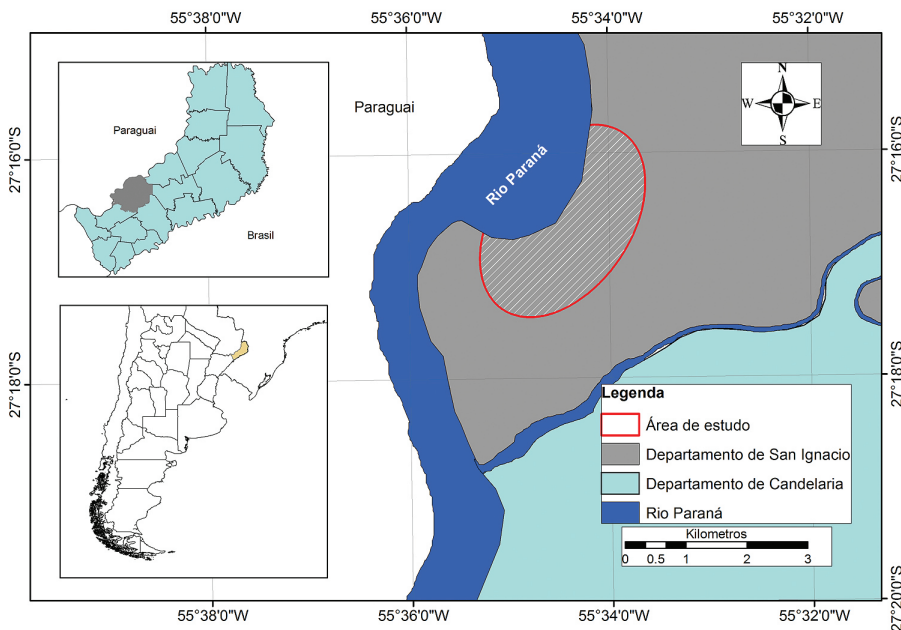 55°38'0"W 55°36'0"W 55°34'0"W 55°32'0"W
27°16'0"S
27°18'0"S
Paraguai
Brasil
Paraguai
Rio Paraná
N
W E
S
27°16'0"S
27°18'0"S
27°20'0"S
Legenda
Área de estudo
Departamento de San Ignacio
Departamento de Candelaria
Rio Paraná
Kilometros
0 0.5 1 2 3
55°38'0"W 55°36'0"W 55°34'0"W 55°32'0"W